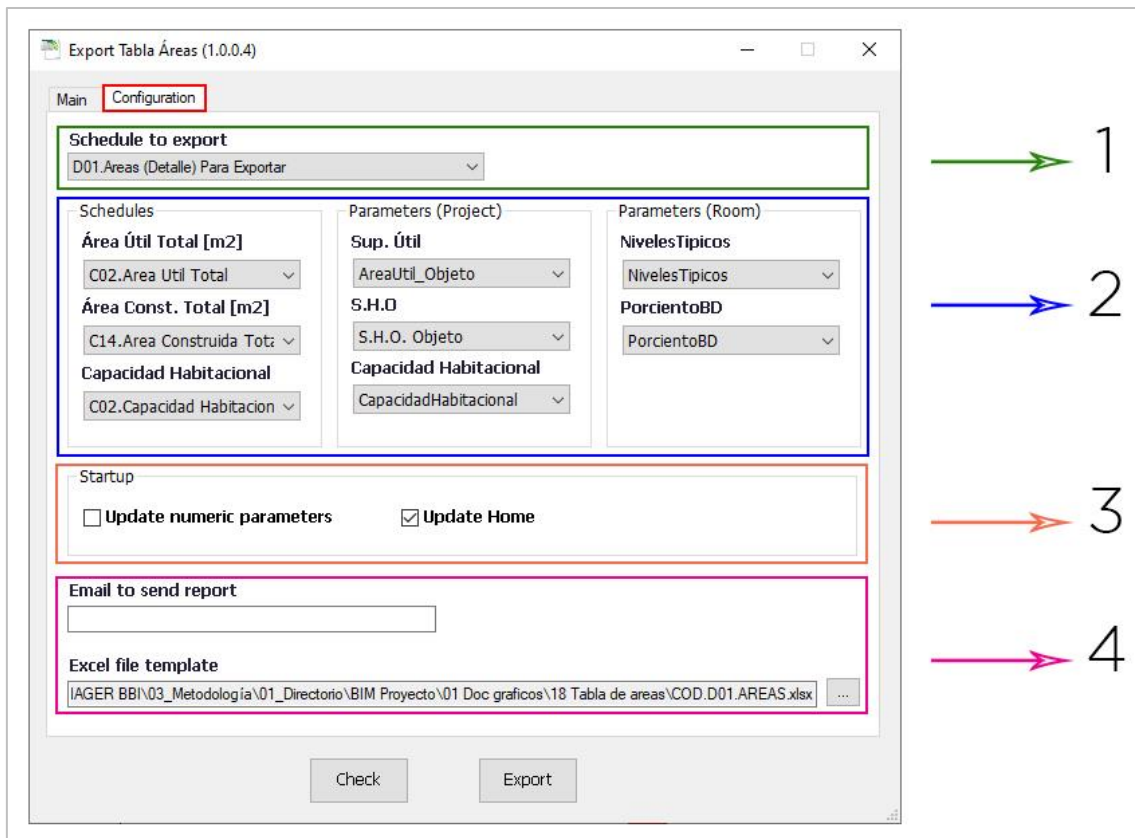 Export Tabla Áreas (1.0.0.4)
Main Configuration
Schedule to export
D01.Areas (Detalle) Para Exportar
1
Schedules Parameters (Project) Parameters (Room)
Área Útil Total [m2] Sup. Útil NivelesTipicos
C02.Area Util Total AreaUtil_Objeto NivelesTipicos
2
Área Const. Total [m2] S.H.O PorcientoBD
C14.Area Construida Tota S.H.O. Objeto PorcientoBD
Capacidad Habitacional Capacidad Habitacional
C02.Capacidad Habitacion CapacidadHabitacional
Startup
Update numeric parameters Update Home
3
Email to send report
4
Excel file template
IAGER BBI\03_Metodología\01_Directorio\BIM Proyecto\01 Doc graficos\18 Tabla de areas\COD.D01.AREAS.xlsx ...
Check Export